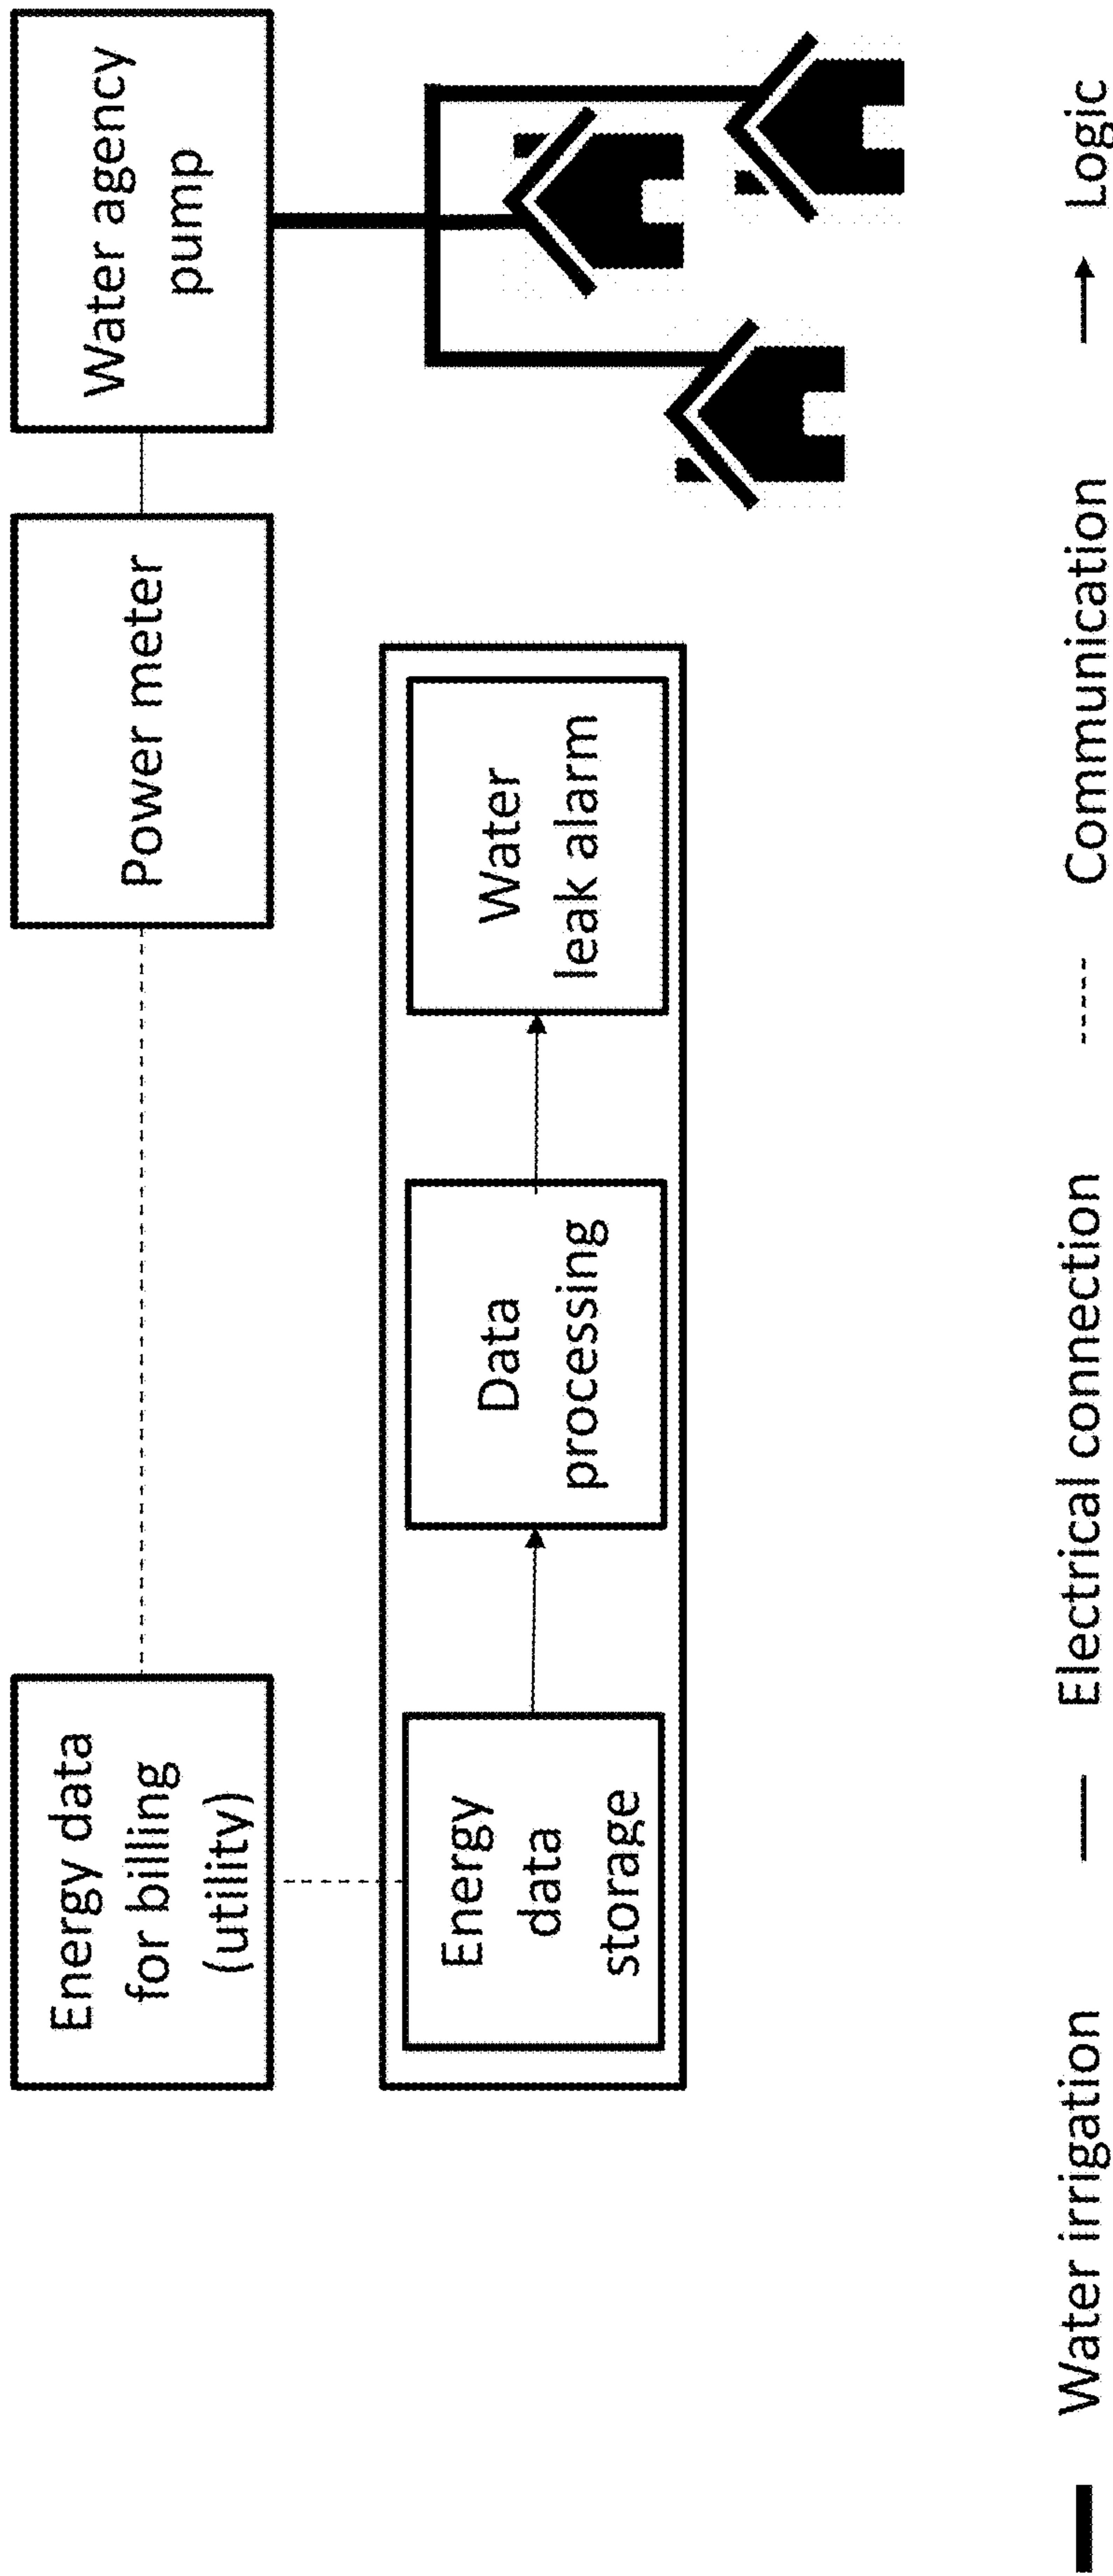 Energy data
for billing
(utility)
Power meter
Water agency
pump
Energy
data
storage
Data
processing
Water
leak alarm
Water irrigation
Electrical connection
Communication
Logic